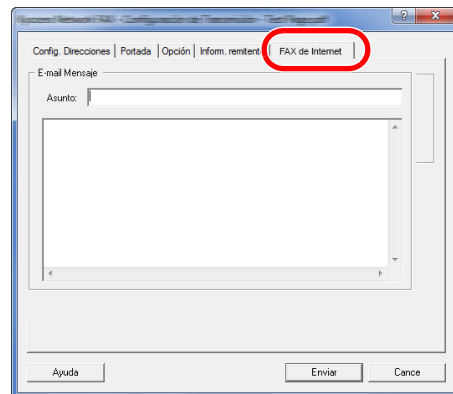 Config. Direcciones Portada Opción Inform. remitent FAX de Internet
E-mail Mensaje
Asunto:
Ayuda Enviar Cance